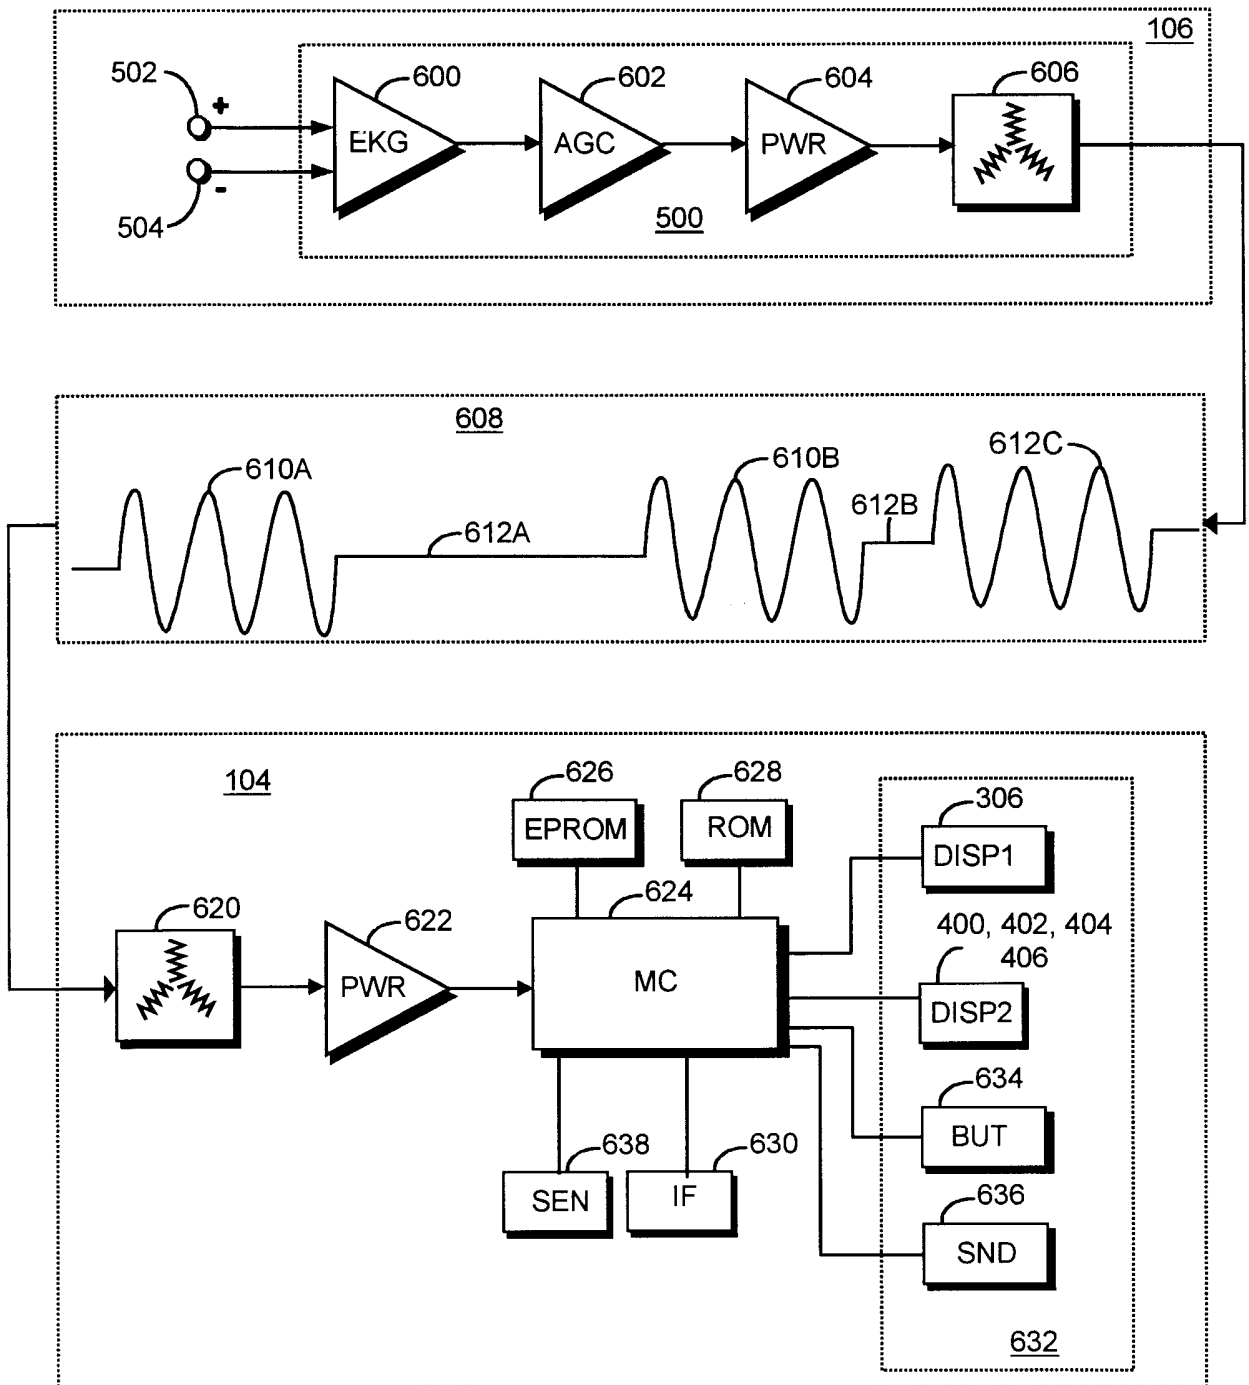 106
502
+
600
602
604
606
EKG
AGC
PWR
504
-
500
608
610A
612A
610B
612B
612C
104
626
628
306
EPROM
ROM
DISP1
624
620
622
400, 402, 404
406
PWR
MC
DISP2
634
BUT
638
630
SEN
IF
636
SND
632